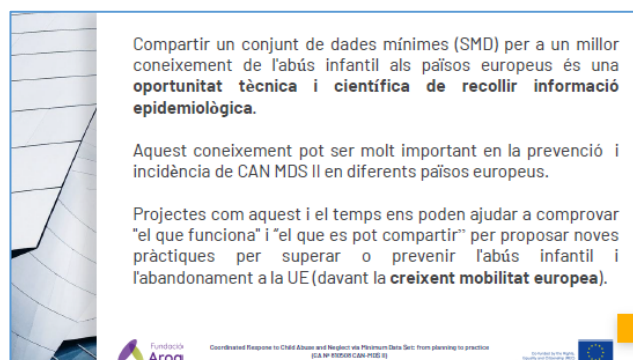 Compartir un conjunt de dades mínimes (SMD) per a un millor
coneixement de l'abús infantil als països europeus és una
oportunitat tècnica i científica de recollir informació
epidemiològica.
Aquest coneixement pot ser molt important en la prevenció i
incidència de CAN MDS II en diferents països europeus.
Projectes com aquest i el temps ens poden ajudar a comprovar
"el que funciona" i "el que es pot compartir” per proposar noves
pràctiques per superar o prevenir l'abús infantil i
l'abandonament a la UE (davant la creixent mobilitat europea).
Fundació
Coordinated Response to Child Abuse and Neglect via Minimum Data Set: from planning to practice